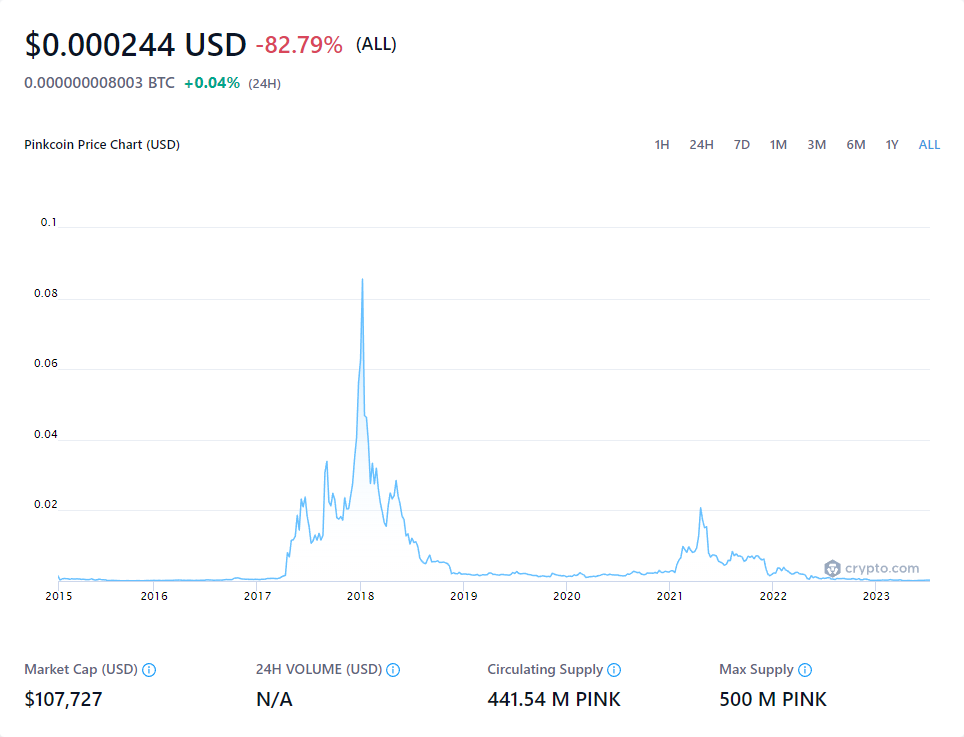 $0.000244 USD -82.79% (ALL)
0.000000008003 BTC +0.04% (24H)
Pinkcoin Price Chart (USD)
1H 24H 7D 1M 3M 6M 1Y ALL
0.1
0.08
0.06
0.04
0.02
crypto.com
2015 2016 2017 2018 2019 2020 2021 2022 2023
Market Cap (USD) 24H VOLUME (USD) Circulating Supply Max Supply
$107,727 N/A 441.54 M PINK 500 M PINK